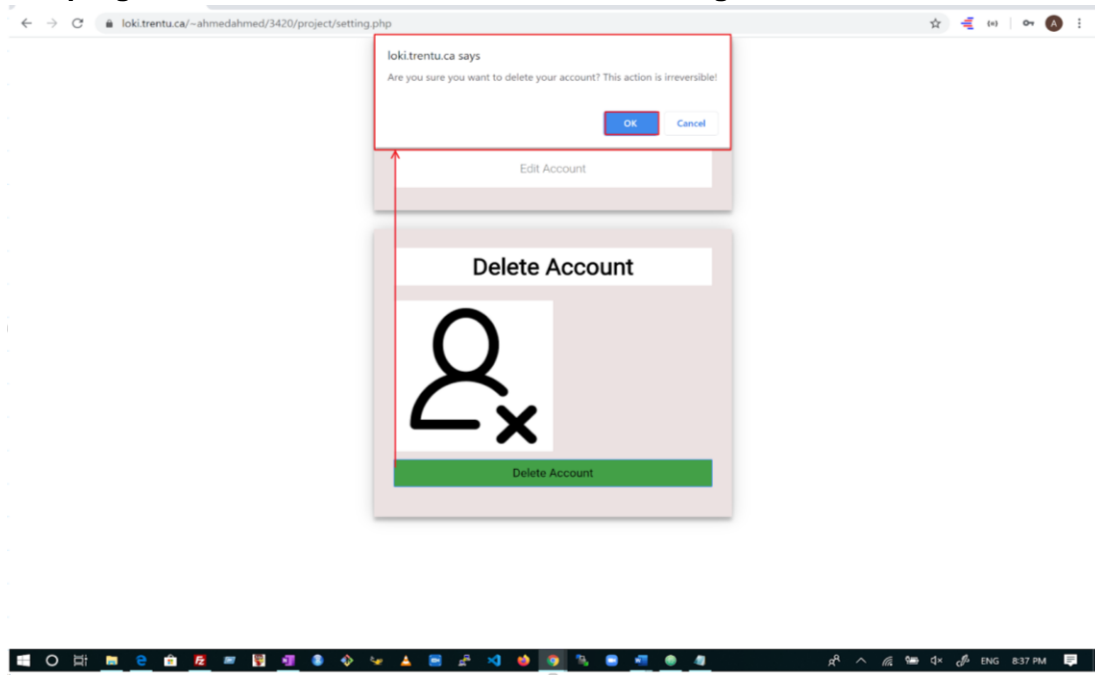 loki.trentu.ca/~ahmedahmed/3420/project/setting.php
A
loki.trentu.ca says
Are you sure you want to delete your account? This action is irreversible!
OK Cancel
Edit Account
Delete Account
Delete Account
ENG 8:37 PM